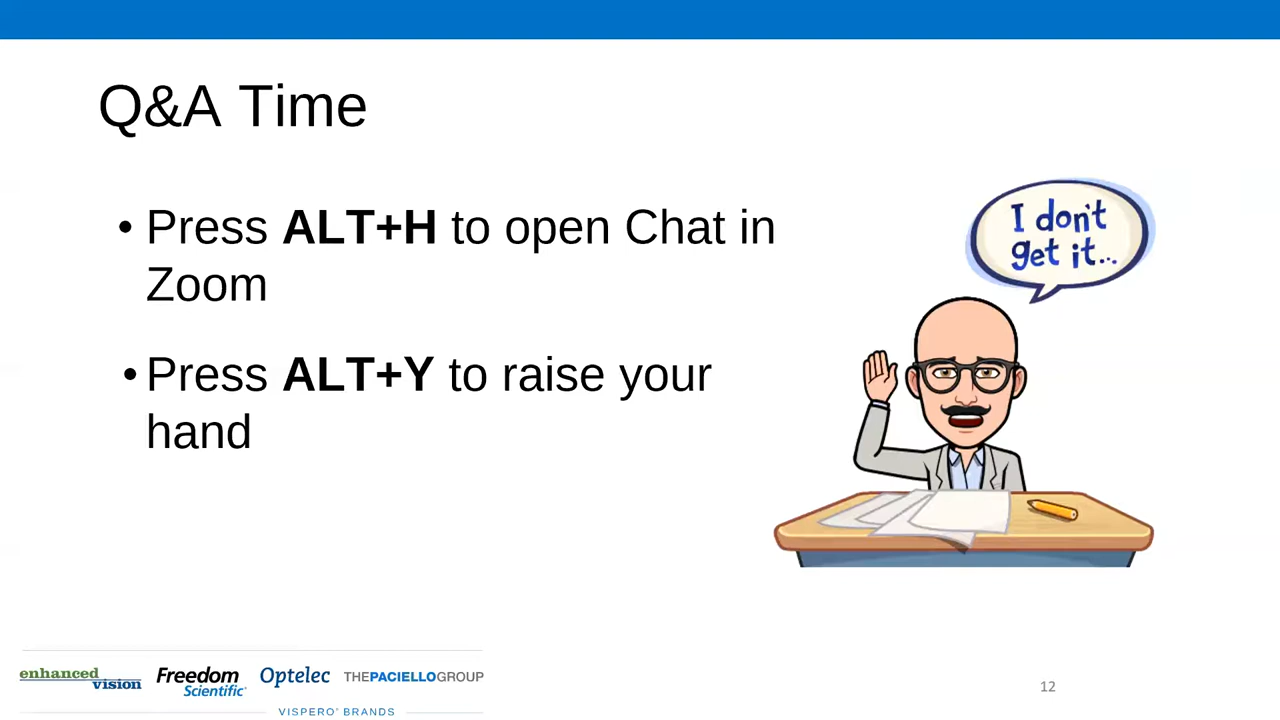 Q&A Time
• Press ALT+H to open Chat in
Zoom
• Press ALT+Y to raise your
hand
I don't
get it...
enhanced
vision
Freedom
Scientific®
Optelec
THEPACIELLOGROUP
VISPERO® BRANDS
12